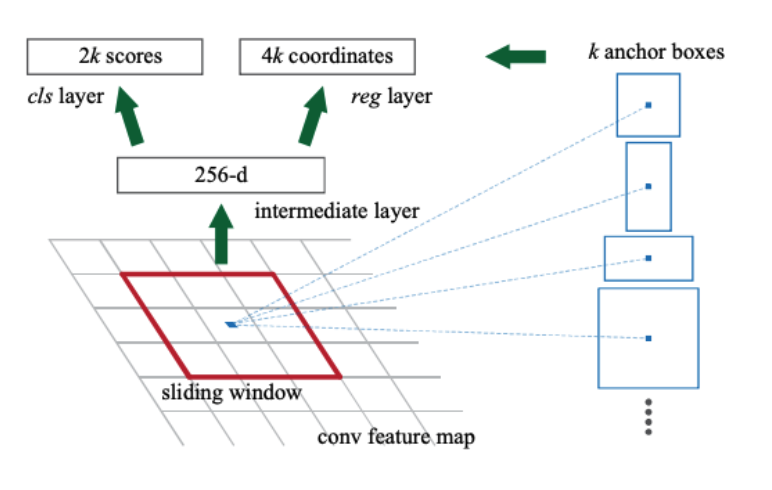 2k scores
4k coordinates
k anchor boxes
cls layer
reg layer
256-d
intermediate layer
sliding window
conv feature map